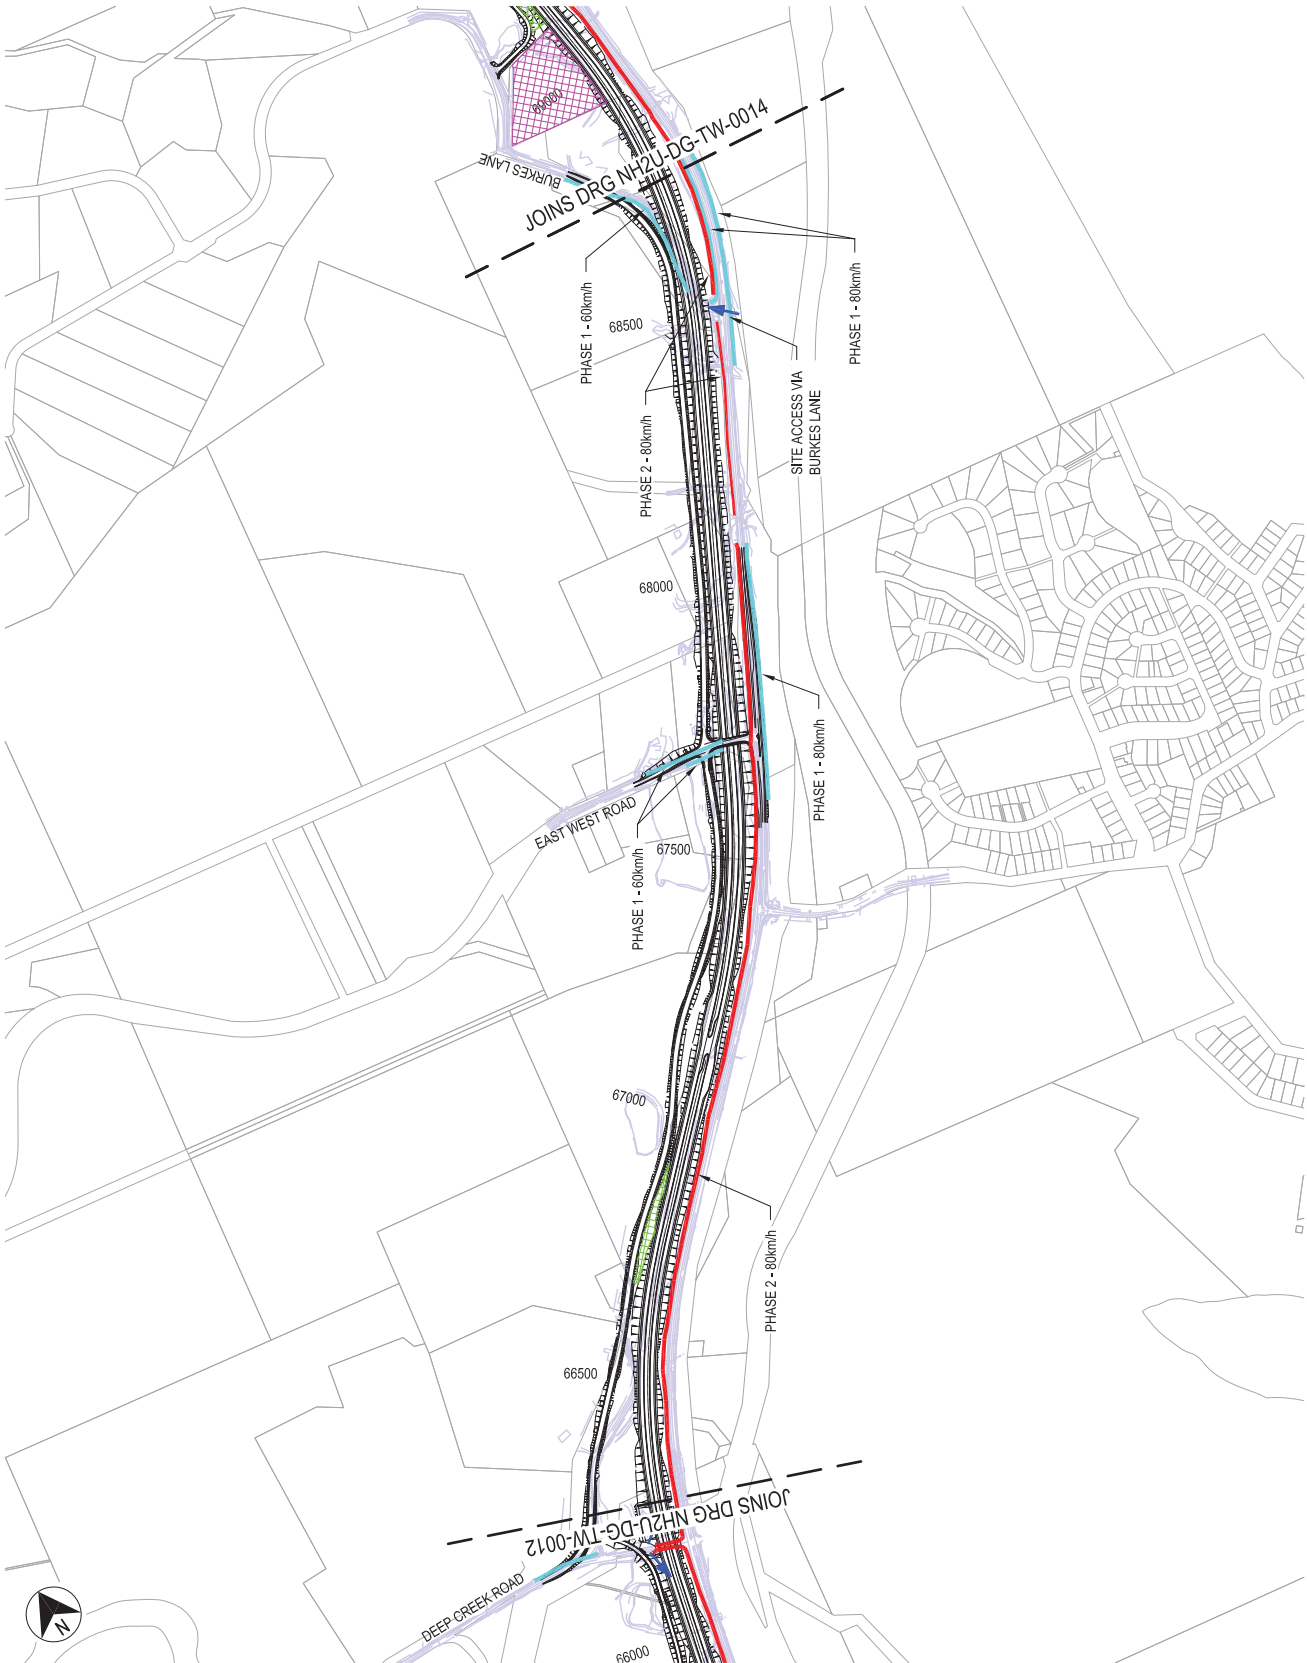 69000
JOINS DRG NH2U-DG-TW-0014
BURKES LANE
PHASE 1 - 60km/h
68500
PHASE 1 - 80km/h
SITE ACCESS VIA
BURKES LANE
PHASE 2 - 80km/h
68000
PHASE 1 - 80km/h
EAST WEST ROAD
67500
PHASE 1 - 60km/h
67000
PHASE 2 - 80km/h
66500
JOINS DRG NH2U-DG-TW-0012
DEEP CREEK ROAD
N
66000